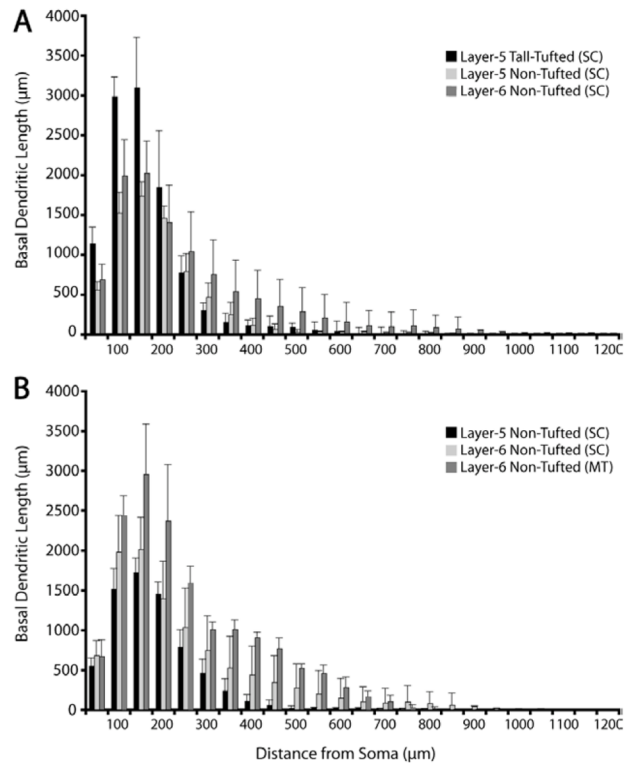 A
4000
3500
3000
2500
2000
1500
1000
500
0
Basal Dendritic Length (μm)
Layer-5 Tall-Tufted (SC)
Layer-5 Non-Tufted (SC)
Layer-6 Non-Tufted (SC)
100 200 300 400 500 600 700 800 900 1000 1100 120C
B
4000
3500
3000
2500
2000
1500
1000
500
0
Basal Dendritic Length (μm)
Layer-5 Non-Tufted (SC)
Layer-6 Non-Tufted (SC)
Layer-6 Non-Tufted (MT)
100 200 300 400 500 600 700 800 900 1000 1100 120C
Distance from Soma (μm)